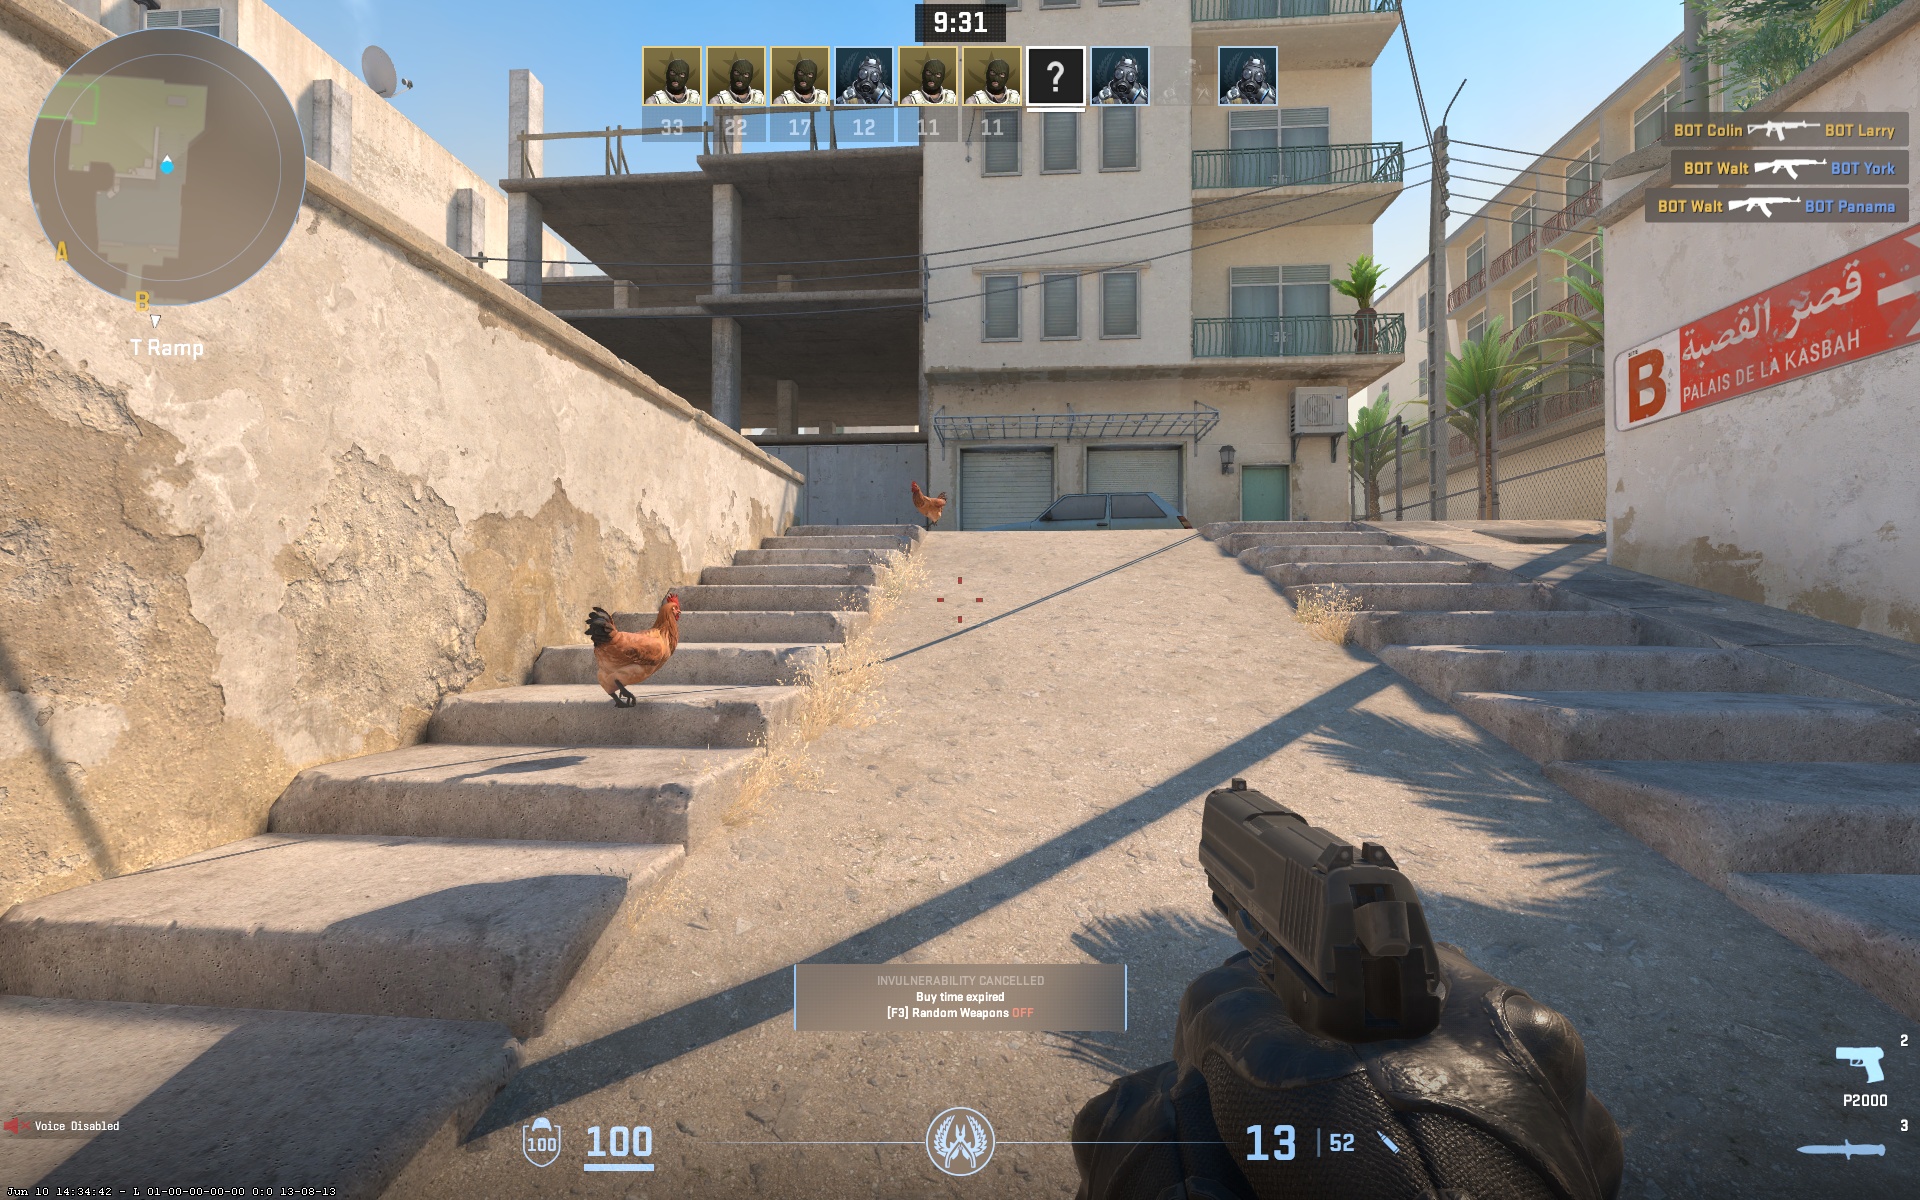 9:31
?
33 22 17 12 11 11
BOT Colin BOT Larry
BOT Walt BOT York
BOT Walt BOT Panama
A
B
T Ramp
قصر القصبة
B PALAIS DE LA KASBAH
INVULNERABILITY CANCELLED
Buy time expired
[F3] Random Weapons OFF
2
P2000
3
Voice Disabled
100 100
13 | 52
Jun 10 14:34:42 - L 01-00-00-00-00 0:0 13-08-13